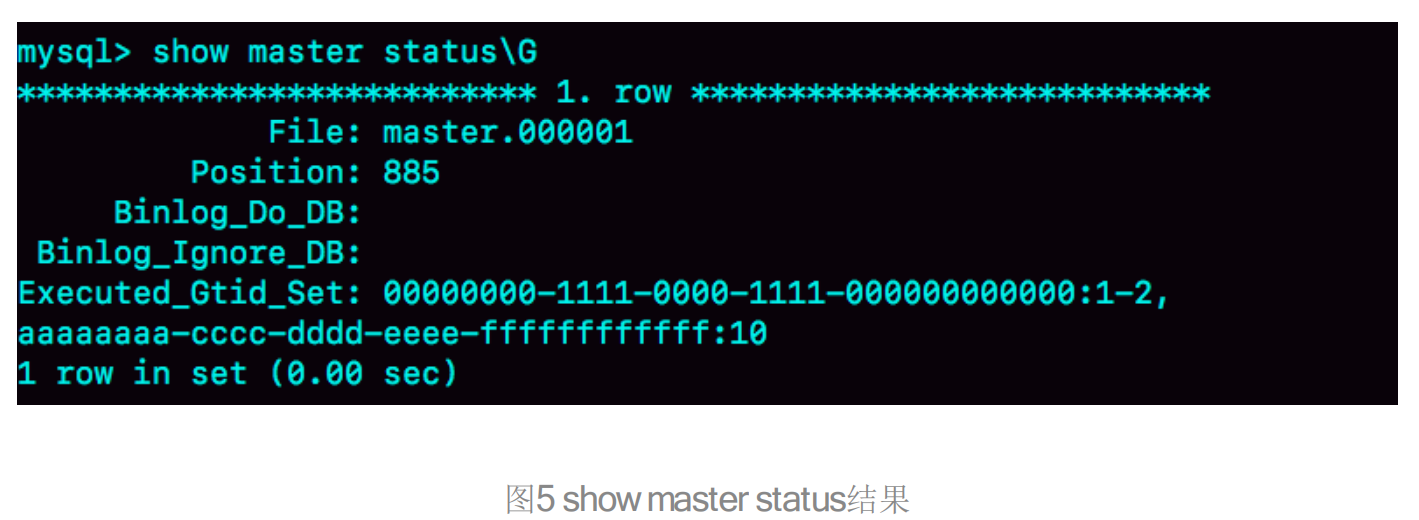 mysql> show master status\G
*************************** 1. row ***************************
File: master.000001
Position: 885
Binlog_Do_DB:
Binlog_Ignore_DB:
Executed_Gtid_Set: 00000000-1111-0000-1111-000000000000:1-2,
aaaaaaaa-cccc-dddd-eeee-ffffffffffff:10
1 row in set (0.00 sec)
图5 show master status结果